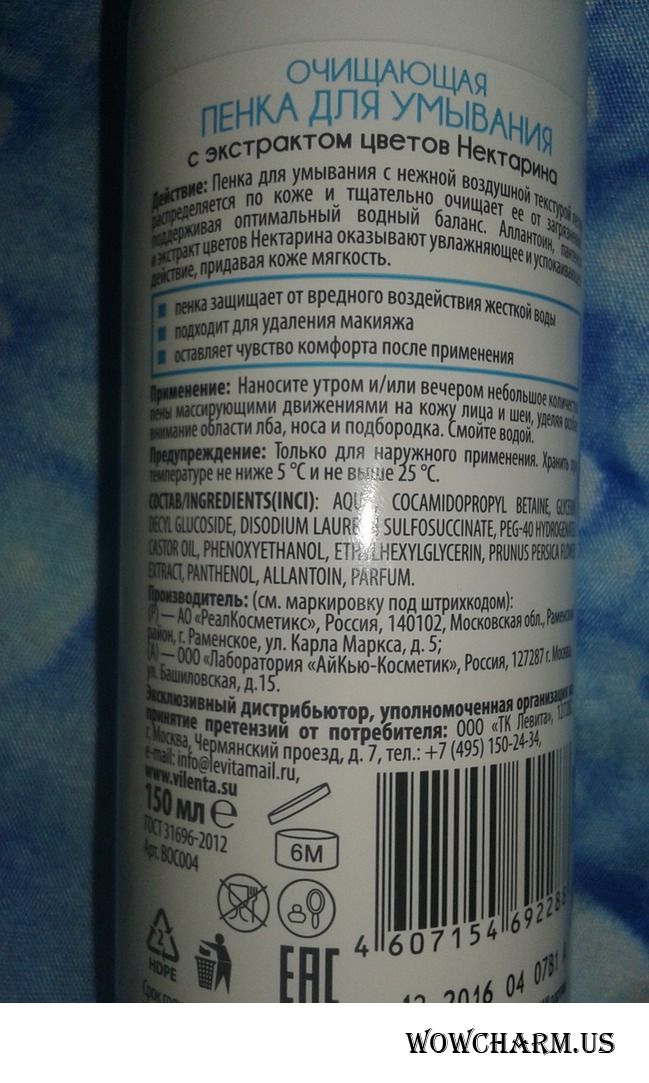 ОЧИЩАЮЩАЯ
ПЕНКА ДЛЯ УМЫВАНИЯ
с экстрактом цветов Нектарина
Действие: Пенка для умывания с нежной воздушной текстурой
распределяется по коже и тщательно очищает ее от
поддерживая оптимальный водный баланс. Аллантоин,
и экстракт цветов Нектарина оказывают увлажняющее и
действие, придавая коже мягкость.
пенка защищает от вредного воздействия жесткой воды
подходит для удаления макияжа
оставляет чувство комфорта после применения
Применение: Наносите утром и/или вечером небольшое
пены массирующими движениями на кожу лица и шеи, уделяя
внимание области лба, носа и подбородка. Смойте водой.
Предупреждение: Только для наружного применения. Хранить
температуре не ниже 5 °С и не выше 25 °С.
СОСТАВ/INGREDIENTS(INCI): COCAMIDOPROPYL BETAINE,
DECYL GLUCOSIDE, DISODIUM SULFOSUCCINATE, PEG-40
CASTOR OIL, PHENOXYETHANOL, ETHYLHEXYLGLYCERIN, PRUNUS PERSICA
EXTRACT, PANTHENOL, ALLANTOIN, PARFUM.
Производитель: (см. маркировку под штрихкодом):
(Р) — АО «РеалКосметикс», Россия, 140102, Московская обл.,
район, г. Раменское, ул. Карла Маркса, д. 5;
(А) — ООО «Лаборатория «АйКью-Косметик», Россия, 127287 г.
ул. Башиловская, д.15.
Эксклюзивный дистрибьютор, уполномоченная
принятие претензий от потребителя: ООО «ТК Левита»,
г. Москва, Чермянский проезд, д. 7, тел.: +7 (495) 150-24-34,
e-mail: info@levitamail.ru,
www.vilenta.su
150 мл e
ГОСТ 31696-2012
Арт. BOC004
6M
4 607154 692288
2
HDPE
EAC
12 2016 04 07В1
WOWCHARM.US